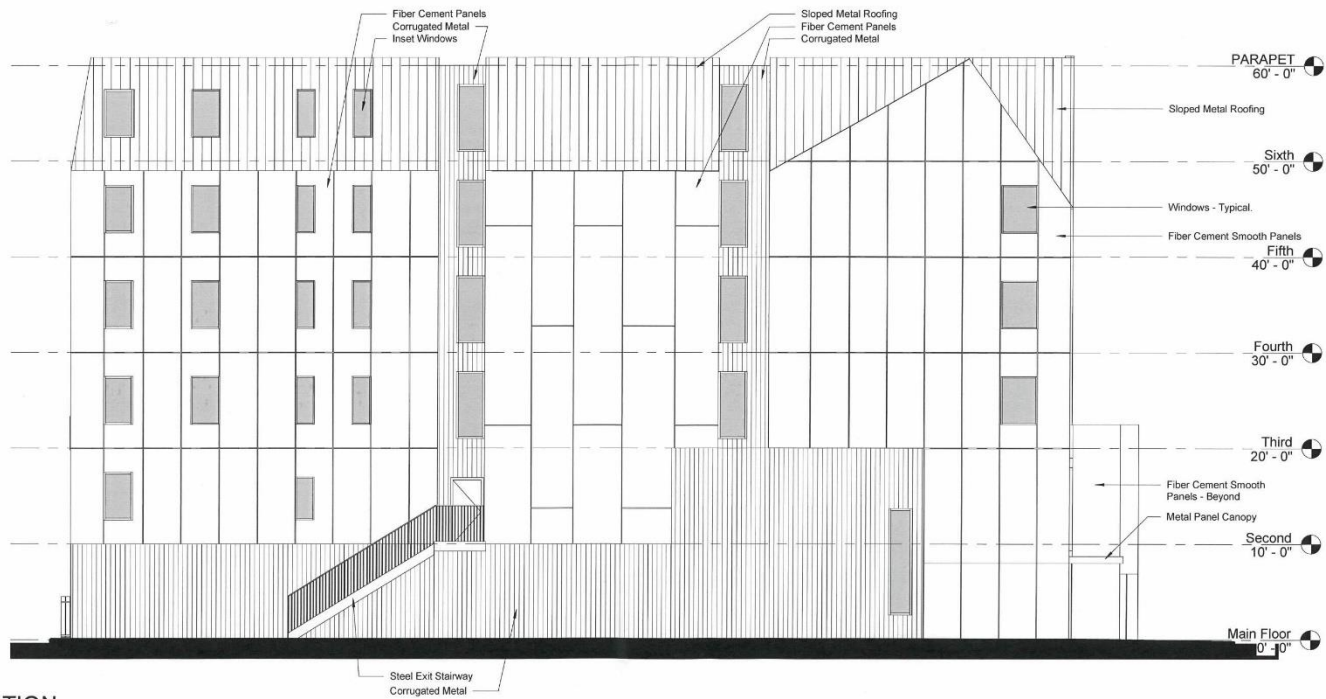 Fiber Cement Panels
Corrugated Metal
Inset Windows
Sloped Metal Roofing
Fiber Cement Panels
Corrugated Metal
PARAPET
60' - 0"
Sloped Metal Roofing
Sixth
50' - 0"
Windows - Typical.
Fiber Cement Smooth Panels
Fifth
40' - 0"
Fourth
30' - 0"
Third
20' - 0"
Fiber Cement Smooth
Panels - Beyond
Metal Panel Canopy
Second
10' - 0"
Main Floor
0' - 0"
Steel Exit Stairway
Corrugated Metal